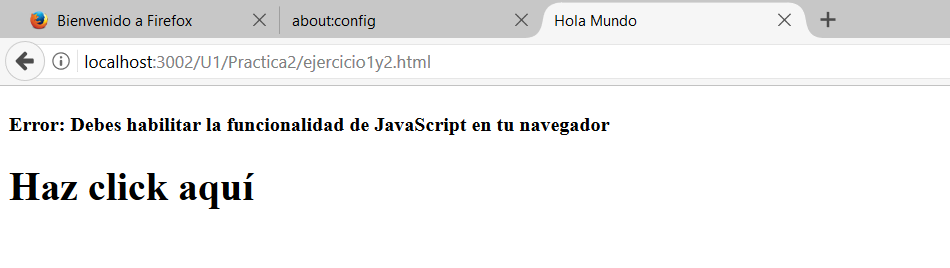 Bienvenido a Firefox
about:config
Hola Mundo
localhost:3002/U1/Practica2/ejercicio1y2.html
Error: Debes habilitar la funcionalidad de JavaScript en tu navegador
Haz click aquí